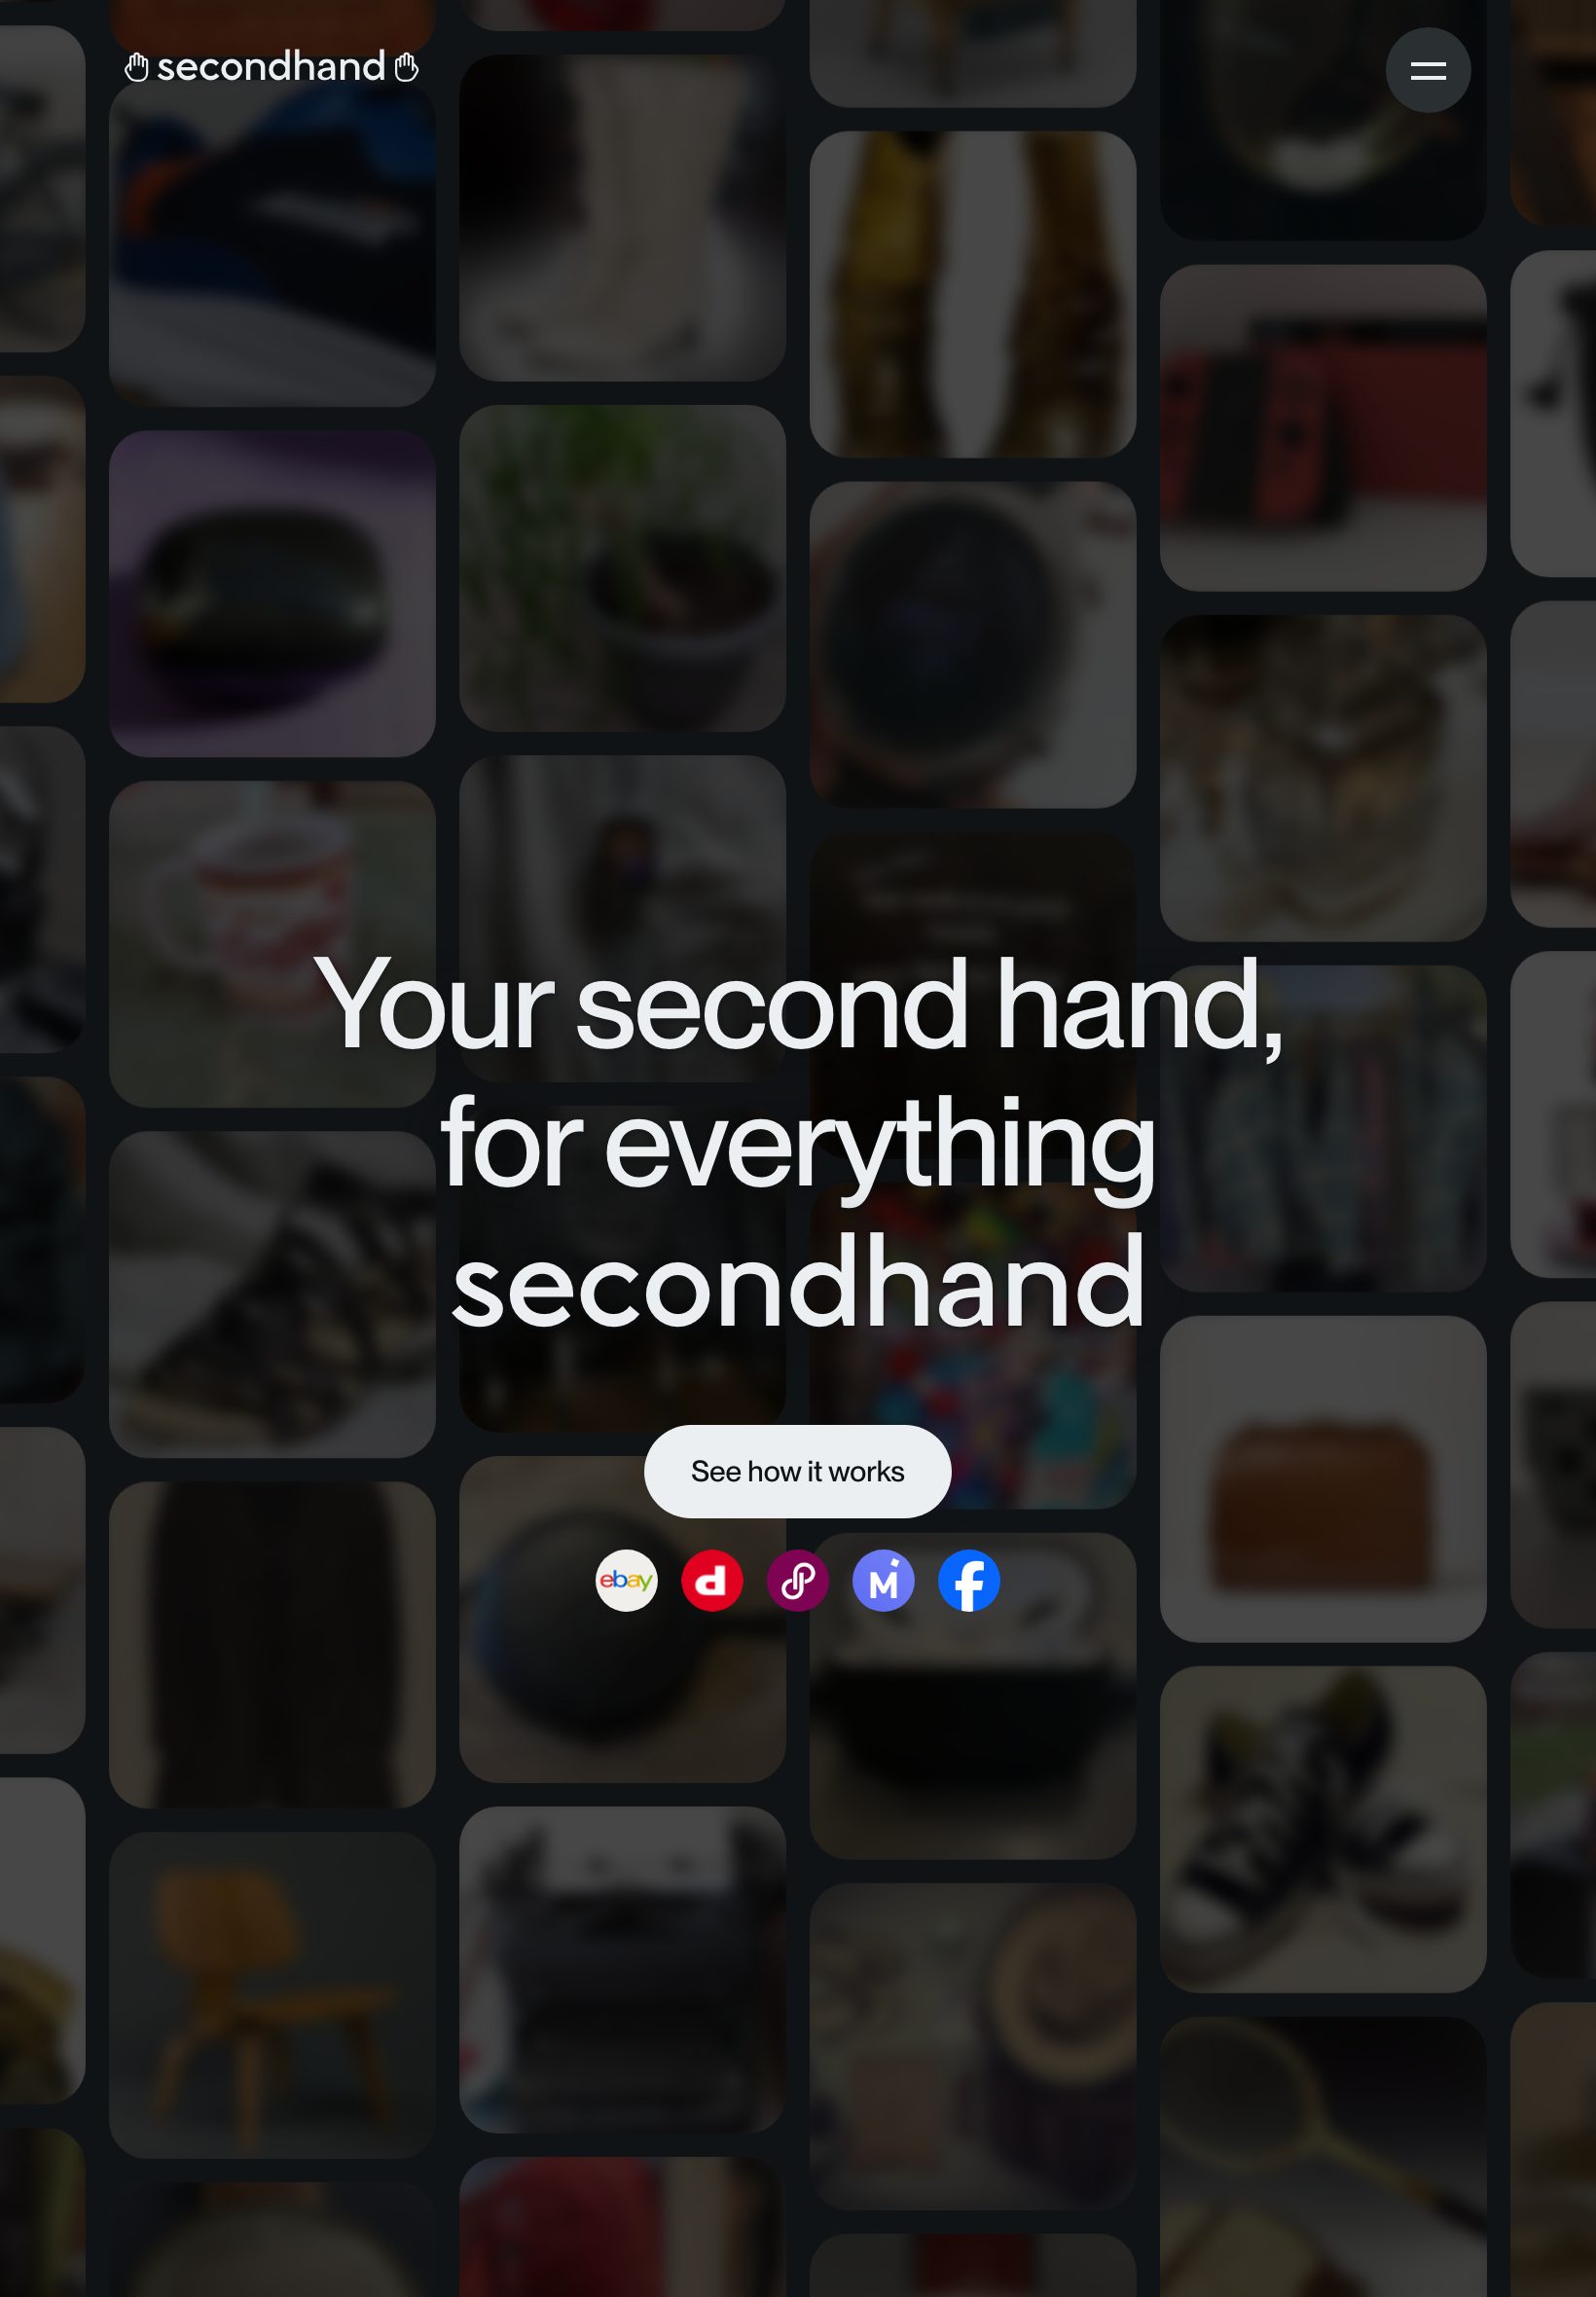 secondhand
Your second hand,
for everything
secondhand
See how it works
ebay